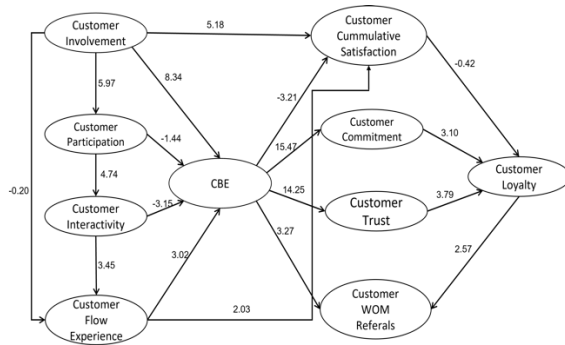 Customer
Involvement
5.18
Customer
Cummulative
Satisfaction
5.97
8.34
-0.42
-3.21
Customer
Participation
-1.44
15.47
Customer
Commitment
3.10
-0.20
4.74
CBE
Customer
Loyalty
14.25
Customer
Interactivity
-3.15
Customer
Trust
3.79
3.27
3.45
3.02
2.57
Customer
Flow
Experience
2.03
Customer
WOM
Referrals